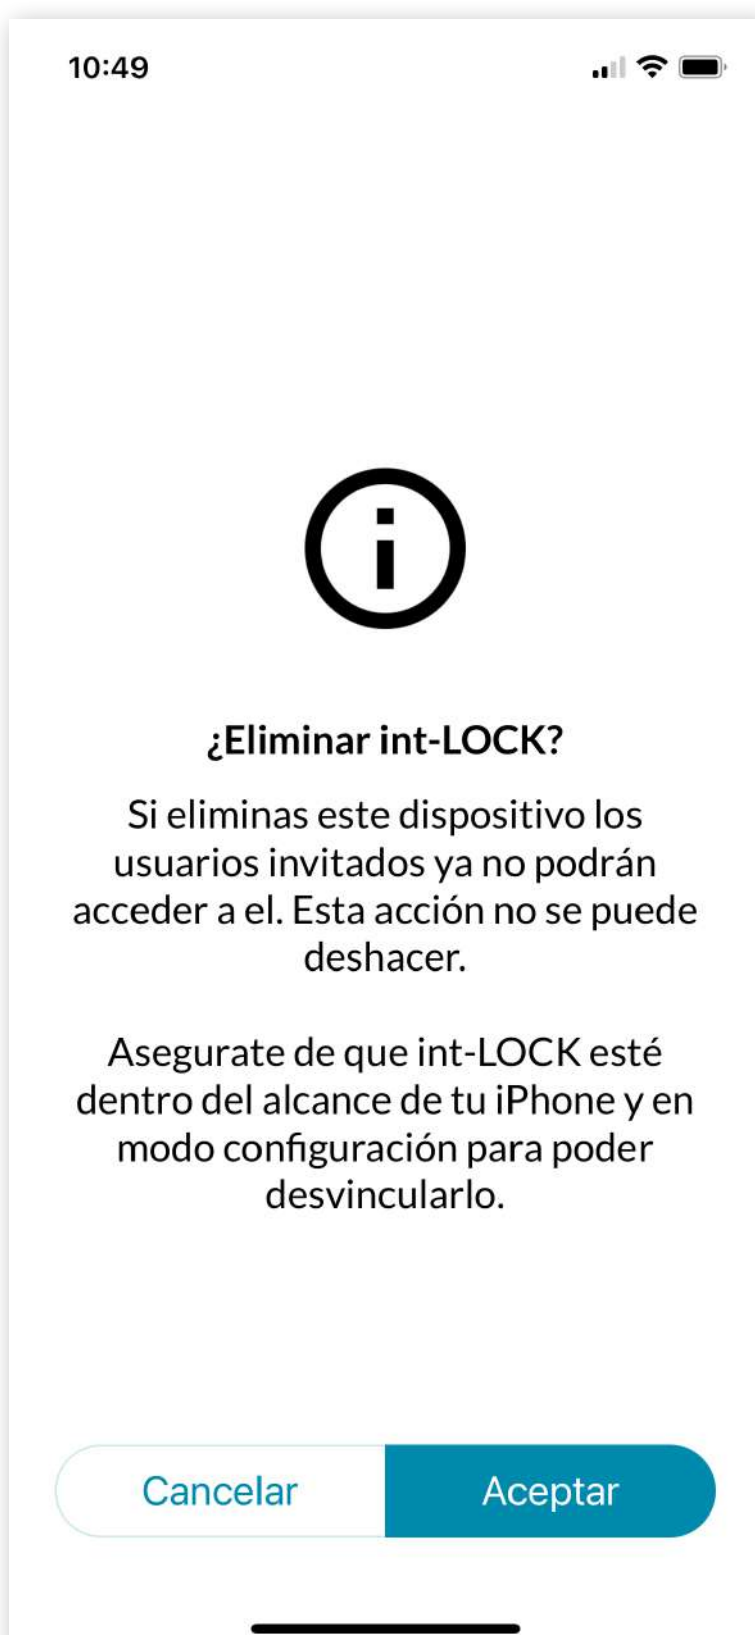 10:49
¿Eliminar int-LOCK?
Si eliminas este dispositivo los
usuarios invitados ya no podrán
acceder a el. Esta acción no se puede
deshacer.
Asegurate de que int-LOCK esté
dentro del alcance de tu iPhone y en
modo configuración para poder
desvincularlo.
Cancelar Aceptar